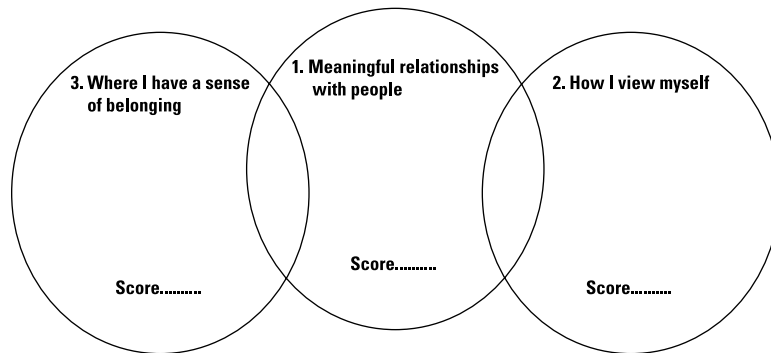 3. Where I have a sense
of belonging
Score..........
1. Meaningful relationships
with people
Score..........
2. How I view myself
Score..........